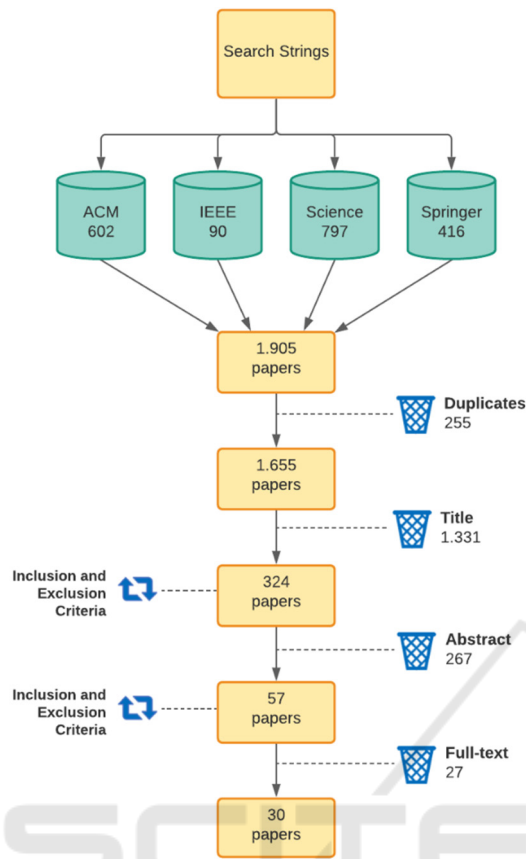 Search Strings
ACM
602
IEEE
90
Science
797
Springer
416
1.905
papers
Duplicates
255
1.655
papers
Title
1.331
Inclusion and
Exclusion
Criteria
324
papers
Abstract
267
Inclusion and
Exclusion
Criteria
57
papers
Full-text
27
30
papers
SCITE